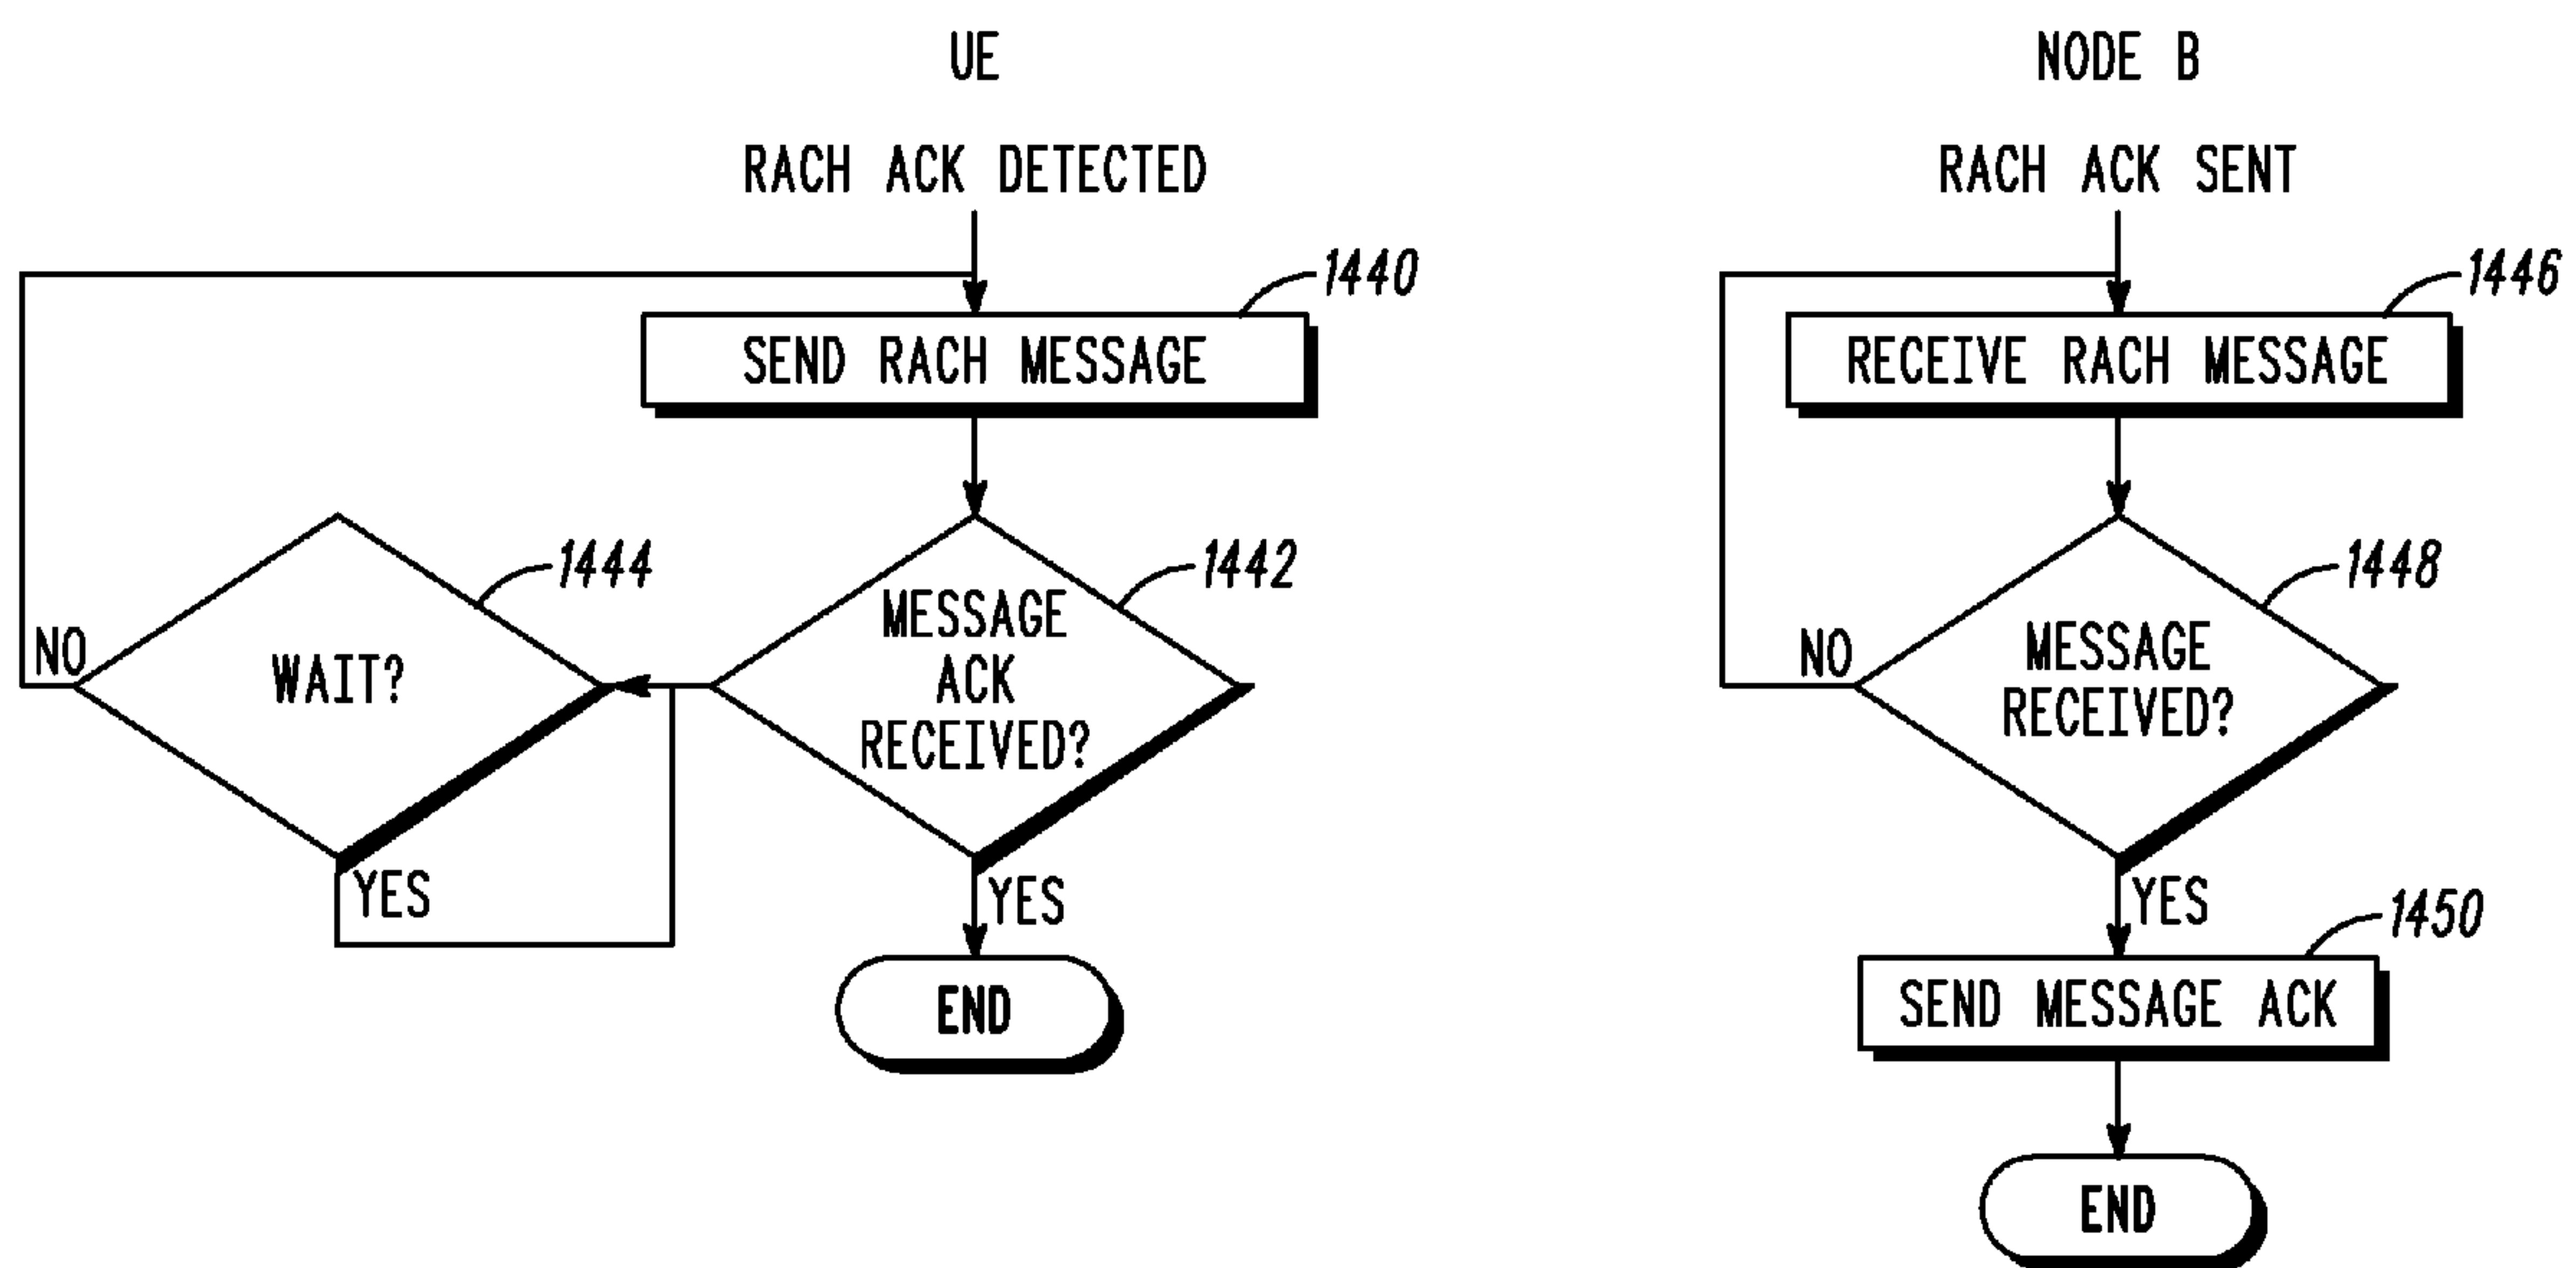 UE
RACH ACK DETECTED
1440
SEND RACH MESSAGE
1444
1442
NO
WAIT?
MESSAGE
ACK
RECEIVED?
YES
YES
END
NODE B
RACH ACK SENT
1446
RECEIVE RACH MESSAGE
1448
NO
MESSAGE
RECEIVED?
YES
1450
SEND MESSAGE ACK
END